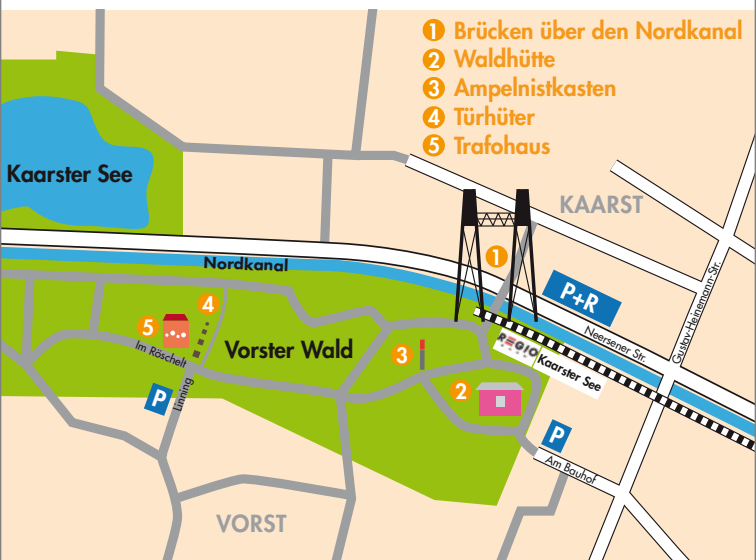 1 Brücken über den Nordkanal
2 Waldhütte
3 Ampelnistkasten
4 Türhüter
5 Trafohaus
Kaarster See
KAARST
1
Nordkanal
P+R
Gustav-Heinemann-Str.
Neersener Str.
4
5
Im Röschelt
Vorster Wald
3
REGIO
Kaarster See
2
P
Linning
P
Am Bauhof
VORST